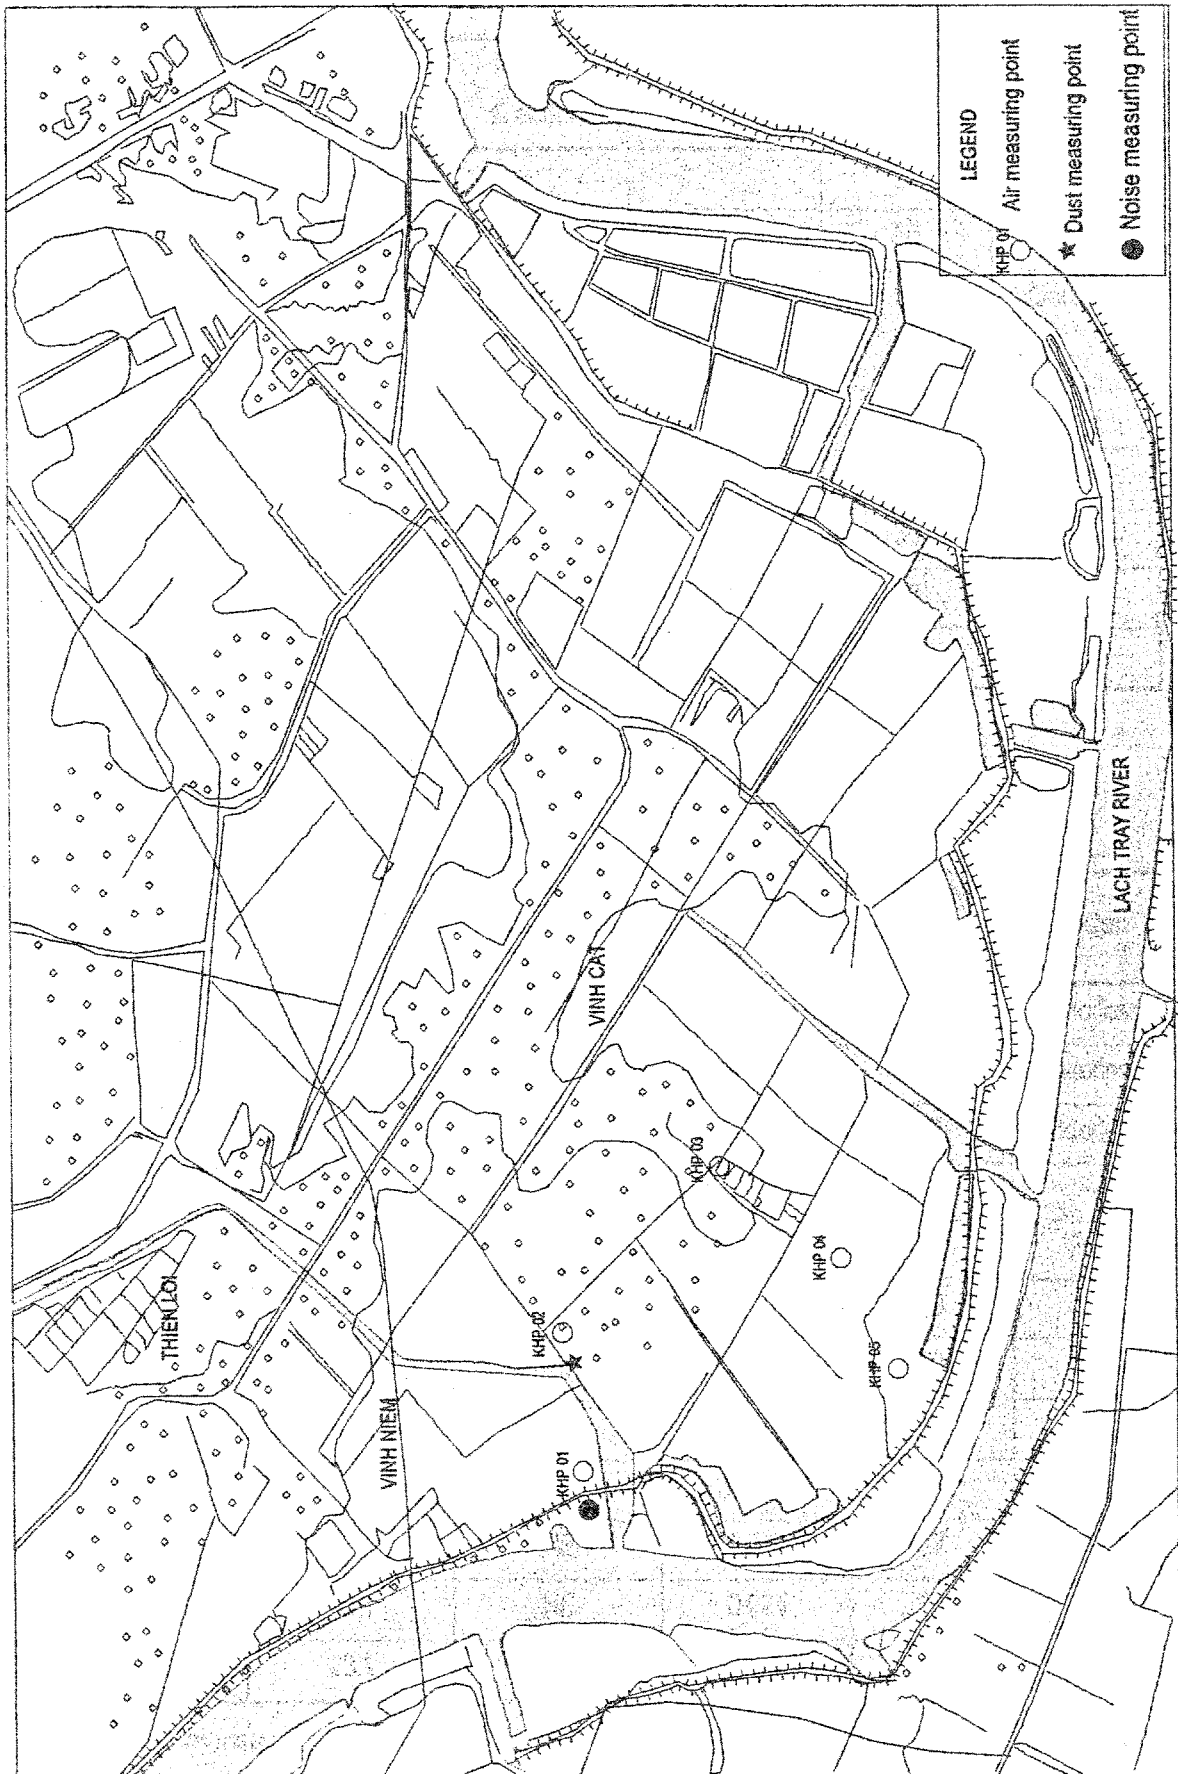 LEGEND
KHP 01
Air measuring point
Dust measuring point
Noise measuring point
THIEN LOI
VINH NIEM
VINH CAT
KHP 01
KHP 02
KHP 03
KHP 04
KHP 05
LACH TRAY RIVER